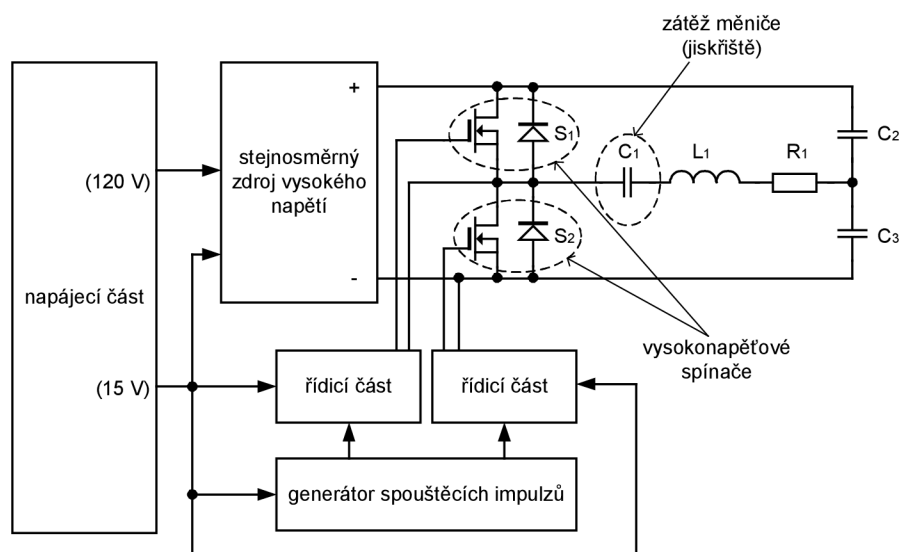 zátěž měniče
(jiskřiště)
+
S1
C1
L1
R1
C2
(120 V)
stejnosměrný
zdroj vysokého
napětí
S2
C3
-
napájecí část
vysokonapěťové
spínače
(15 V)
řídicí část
řídicí část
generátor spouštěcích impulzů